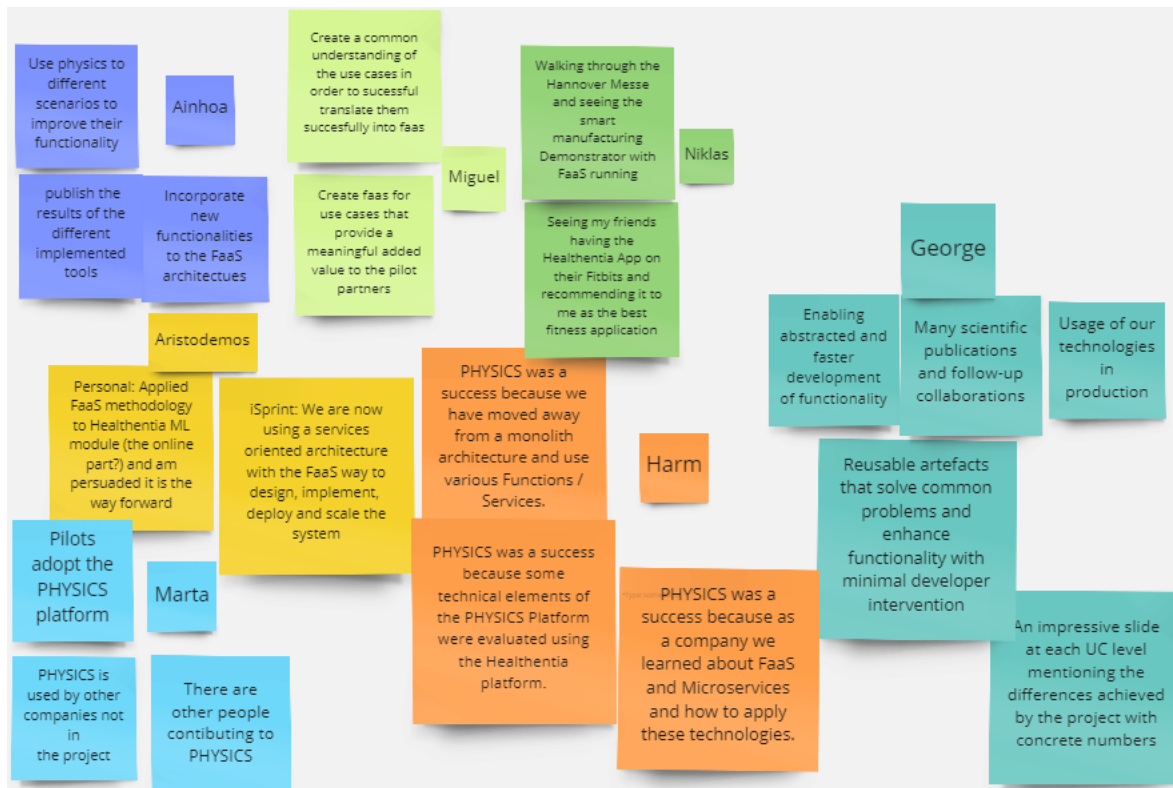 Use physics to
different
scenarios to
improve their
functionality
Ainhoa
publish the
results of the
different
implemented
tools
Incorporate
new
functionalities
to the FaaS
architectues
Create a common
understanding of
the use cases in
order to sucessful
translate them
succesfully into faas
Miguel
Create faas for
use cases that
provide a
meaningful added
value to the pilot
partners
Walking through the
Hannover Messe
and seeing the
smart
manufacturing
Demonstrator with
FaaS running
Niklas
Seeing my friends
having the
Healthentia App on
their Fitbits and
recommending it to
me as the best
fitness application
George
Enabling
abstracted and
faster
development
of functionality
Many scientific
publications
and follow-up
collaborations
Usage of our
technologies
in
production
Reusable artefacts
that solve common
problems and
enhance
functionality with
minimal developer
intervention
An impressive slide
at each UC level
mentioning the
differences achieved
by the project with
concrete numbers
Aristodemos
Personal: Applied
FaaS methodology
to Healthentia ML
module (the online
part?) and am
persuaded it is the
way forward
iSprint: We are now
using a services
oriented architecture
with the FaaS way to
design, implement,
deploy and scale the
system
PHYSICS was a
success because we
have moved away
from a monolith
architecture and use
various Functions /
Services.
Harm
PHYSICS was a success
because some
technical elements of
the PHYSICS Platform
were evaluated using
the Healthentia
platform.
PHYSICS was a
success because as
a company we
learned about FaaS
and Microservices
and how to apply
these technologies.
Pilots
adopt the
PHYSICS
platform
Marta
PHYSICS is
used by other
companies not
in
the project
There are
other people
contibuting to
PHYSICS